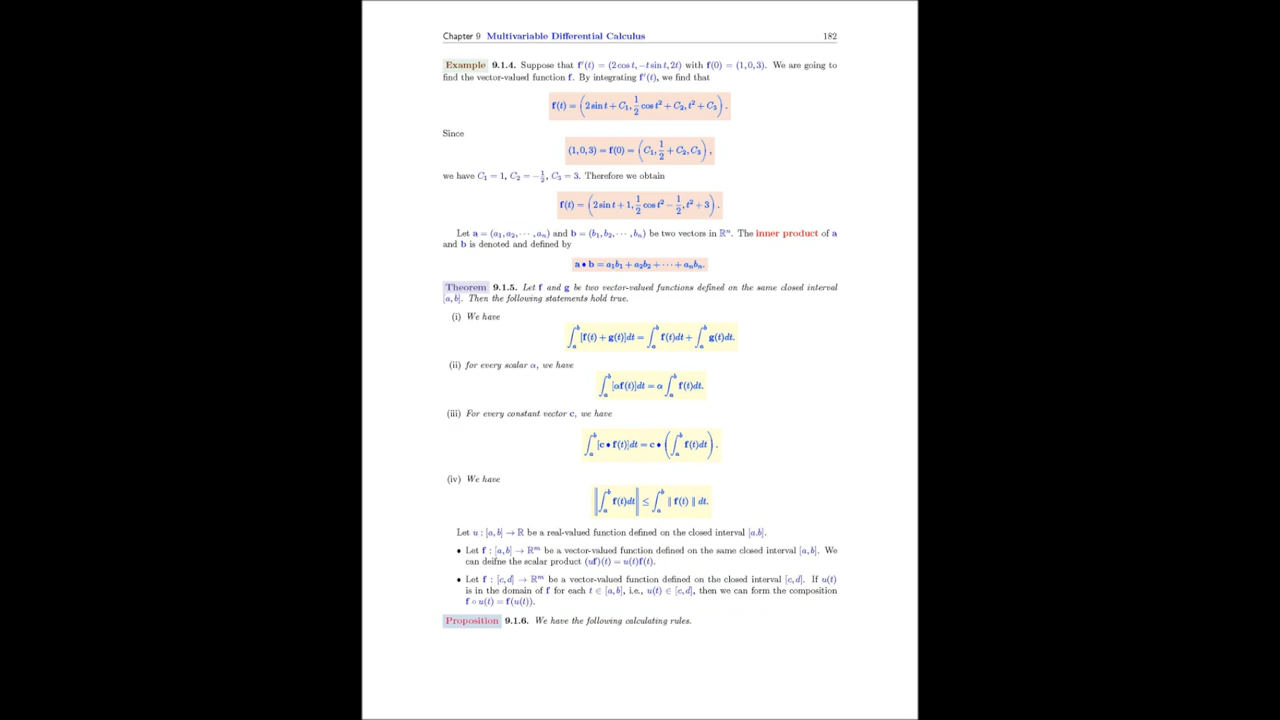 Chapter 9 Multivariable Differential Calculus 182
Example 9.1.4. Suppose that f′(t) = (2 cos t, −t sin t, 2t) with f(0) = (1, 0, 3). We are going to
find the vector-valued function f. By integrating f′(t), we find that
f(t) = (2 sin t + C₁, 1/2 cos t² + C₂, t² + C₃).
Since
(1, 0, 3) = f(0) = (C₁, 1/2 + C₂, C₃),
we have C₁ = 1, C₂ = −1/2, C₃ = 3. Therefore we obtain
f(t) = (2 sin t + 1, 1/2 cos t² − 1/2, t² + 3).
Let a = (a₁, a₂, ⋯ , aₙ) and b = (b₁, b₂, ⋯ , bₙ) be two vectors in ℝⁿ. The inner product of a
and b is denoted and defined by
a • b = a₁b₁ + a₂b₂ + ⋯ + aₙbₙ.
Theorem 9.1.5. Let f and g be two vector-valued functions defined on the same closed interval
[a, b]. Then the following statements hold true.
(i) We have
∫ₐᵇ [f(t) + g(t)]dt = ∫ₐᵇ f(t)dt + ∫ₐᵇ g(t)dt.
(ii) for every scalar α, we have
∫ₐᵇ [αf(t)]dt = α ∫ₐᵇ f(t)dt.
(iii) For every constant vector c, we have
∫ₐᵇ [c • f(t)]dt = c • (∫ₐᵇ f(t)dt).
(iv) We have
‖∫ₐᵇ f(t)dt‖ ≤ ∫ₐᵇ ‖ f(t) ‖ dt.
Let u : [a, b] → ℝ be a real-valued function defined on the closed interval [a.b].
• Let f : [a, b] → ℝᵐ be a vector-valued function defined on the same closed interval [a, b]. We
can deifne the scalar product (uf)(t) = u(t)f(t).
• Let f : [c, d] → ℝᵐ be a vector-valued function defined on the closed interval [c, d]. If u(t)
is in the domain of f for each t ∈ [a, b], i.e., u(t) ∈ [c, d], then we can form the composition
f ∘ u(t) = f(u(t)).
Proposition 9.1.6. We have the following calculating rules.